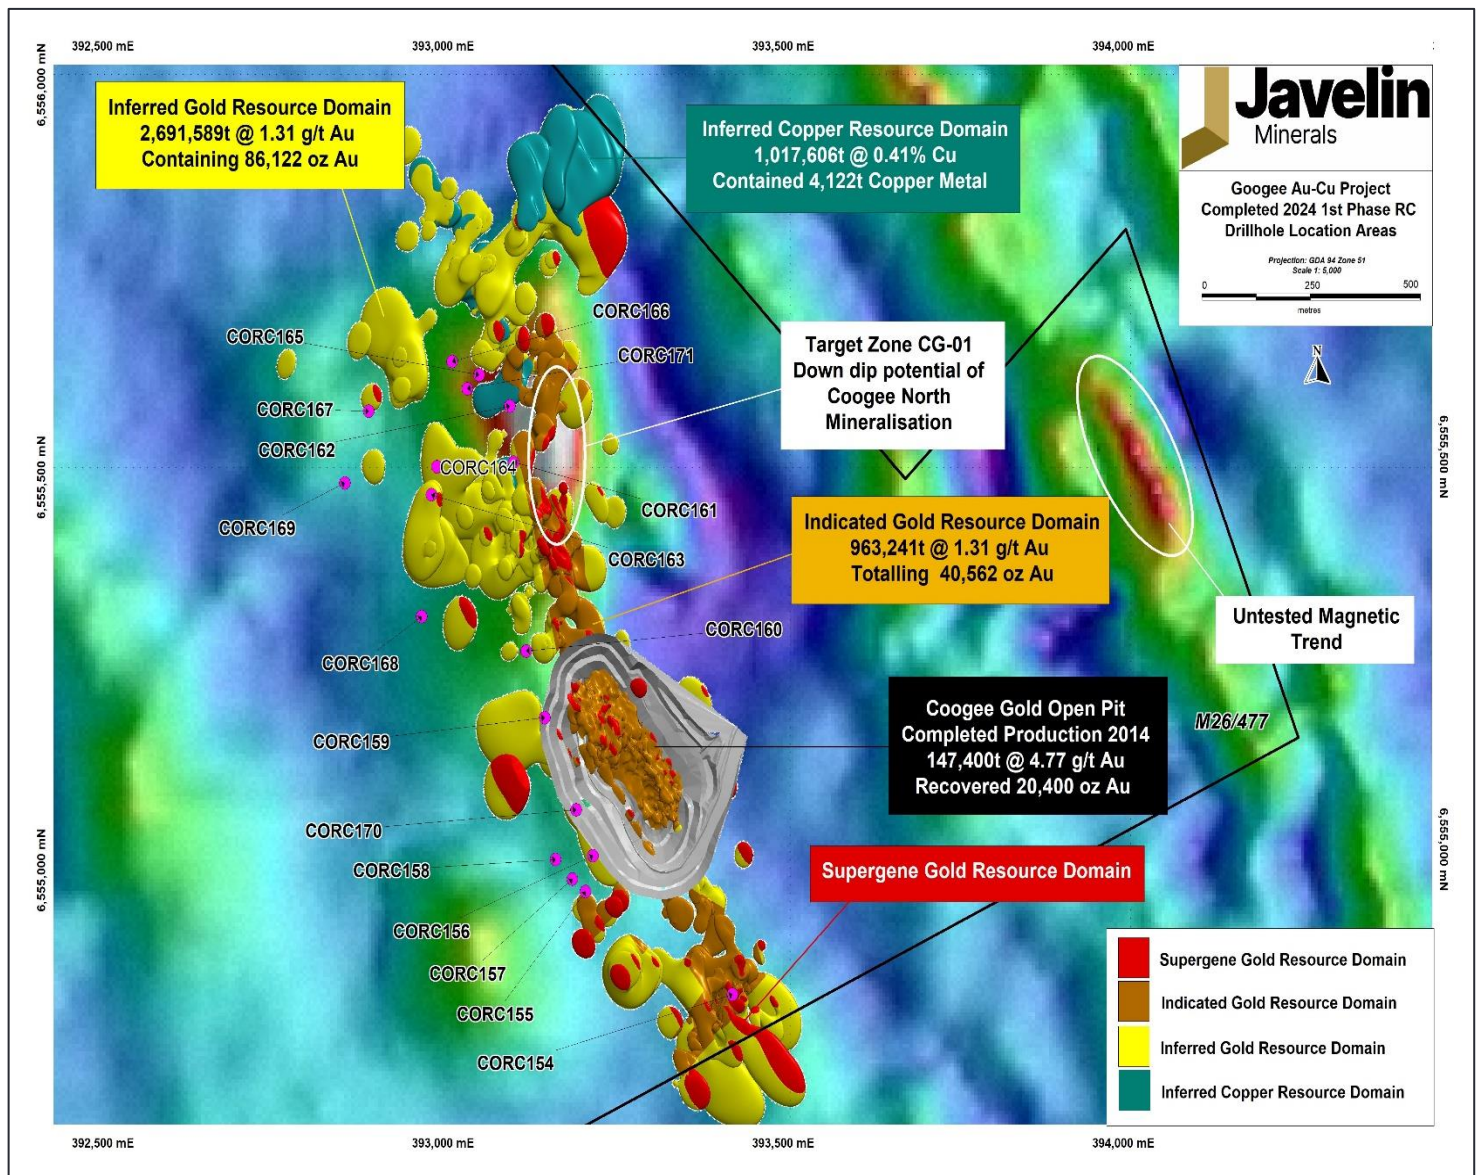 392,500 mE
393,000 mE
393,500 mE
394,000 mE
6,556,000 mN
6,555,500 mN
6,555,000 mN
6,555,500 mN
6,555,000 mN
Inferred Gold Resource Domain
2,691,589t @ 1.31 g/t Au
Containing 86,122 oz Au
Inferred Copper Resource Domain
1,017,606t @ 0.41% Cu
Contained 4,122t Copper Metal
Javelin
Minerals
Googee Au-Cu Project
Completed 2024 1st Phase RC
Drillhole Location Areas
Projection: GDA 94 Zone 51
Scale 1: 5,000
0
250
500
metres
N
CORC166
CORC165
CORC171
Target Zone CG-01
Down dip potential of
Coogee North
Mineralisation
CORC167
CORC162
CORC164
CORC161
CORC169
CORC163
Indicated Gold Resource Domain
963,241t @ 1.31 g/t Au
Totalling 40,562 oz Au
Untested Magnetic
Trend
CORC160
CORC168
Coogee Gold Open Pit
Completed Production 2014
147,400t @ 4.77 g/t Au
Recovered 20,400 oz Au
M26/477
CORC159
CORC170
CORC158
Supergene Gold Resource Domain
CORC156
CORC157
CORC155
CORC154
Supergene Gold Resource Domain
Indicated Gold Resource Domain
Inferred Gold Resource Domain
Inferred Copper Resource Domain
392,500 mE
393,000 mE
393,500 mE
394,000 mE